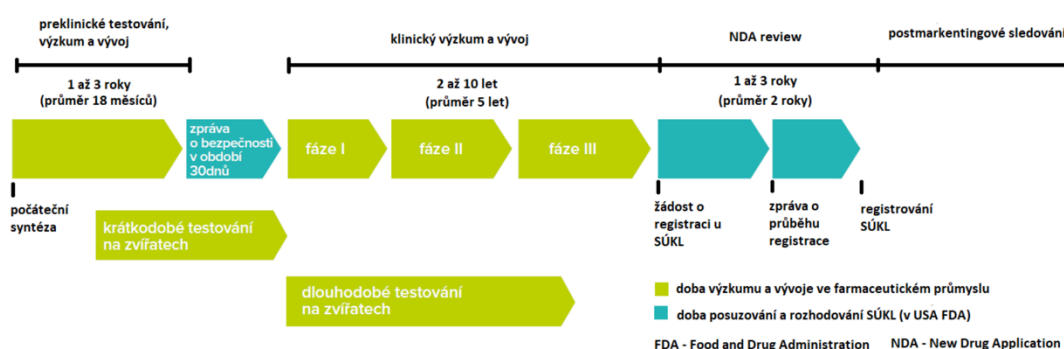 preklinické testování,
výzkum a vývoj
klinický výzkum a vývoj
NDA review
postmarkentingové sledování
1 až 3 roky
(průměr 18 měsíců)
2 až 10 let
(průměr 5 let)
1 až 3 roky
(průměr 2 roky)
zpráva
o bezpečnosti
v období
30dnů
fáze I
fáze II
fáze III
počáteční
syntéza
krátkodobé testování
na zvířatech
žádost o
registraci u
SÚKL
zpráva o
průběhu
registrace
registrování
SÚKL
dlouhodobé testování
na zvířatech
doba výzkumu a vývoje ve farmaceutickém průmyslu
doba posuzování a rozhodování SÚKL (v USA FDA)
FDA - Food and Drug Administration
NDA - New Drug Application